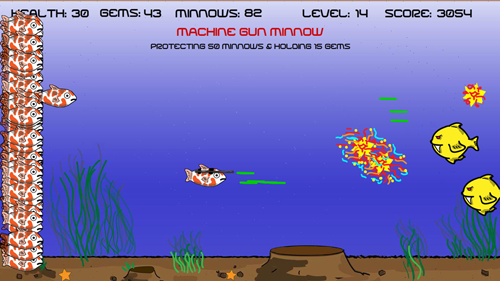 HEALTH: 30 GEMS: 43 MINNOWS: 82 LEVEL: 14 SCORE: 3054
MACHINE GUN MINNOW
PROTECTING 50 MINNOWS & HOLDING 15 GEMS